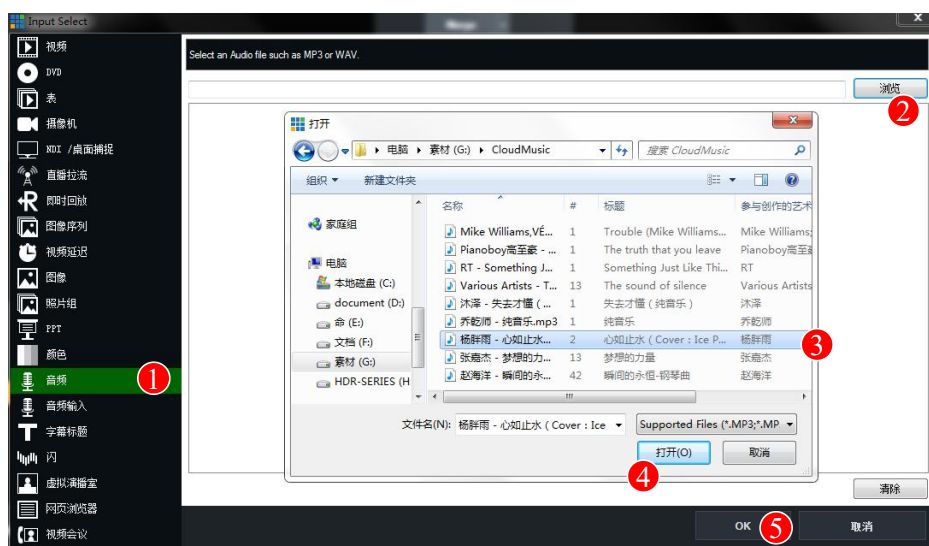 Input Select
视频
DVD
表
摄像机
NDI /桌面捕捉
直播拉流
即时回放
图像序列
视频延迟
图像
照片组
PPT
颜色
音频
音频输入
字幕标题
闪
虚拟演播室
网页浏览器
视频会议
1
Select an Audio file such as MP3 or WAV.
浏览
2
打开
电脑 素材 (G:) CloudMusic
搜索 CloudMusic
组织 新建文件夹
家庭组
电脑
本地磁盘 (C:)
document (D:)
命 (E:)
文档 (F:)
素材 (G:)
HDR-SERIES (H
名称 # 标题 参与创作的艺术
Mike Williams,VÉ... 1 Trouble (Mike Williams... Mike Williams;
Pianoboy高至豪 - ... 1 The truth that you leave Pianoboy高至豪
RT - Something J... 1 Something Just Like Thi... RT
Various Artists - T... 13 The sound of silence Various Artists
沐泽 - 失去才懂 ( ... 1 失去才懂 ( 纯音乐 ) 沐泽
乔乾师 - 纯音乐.mp3 1 纯音乐 乔乾师
杨胖雨 - 心如止水... 2 心如止水 ( Cover : Ice P... 杨胖雨
3
张嘉杰 - 梦想的力... 13 梦想的力量 张嘉杰
赵海洋 - 瞬间的永... 42 瞬间的永恒-钢琴曲 赵海洋
文件名(N): 杨胖雨 - 心如止水 ( Cover : Ice Supported Files (*.MP3;*.MP
打开(O) 取消
4
清除
OK 5 取消